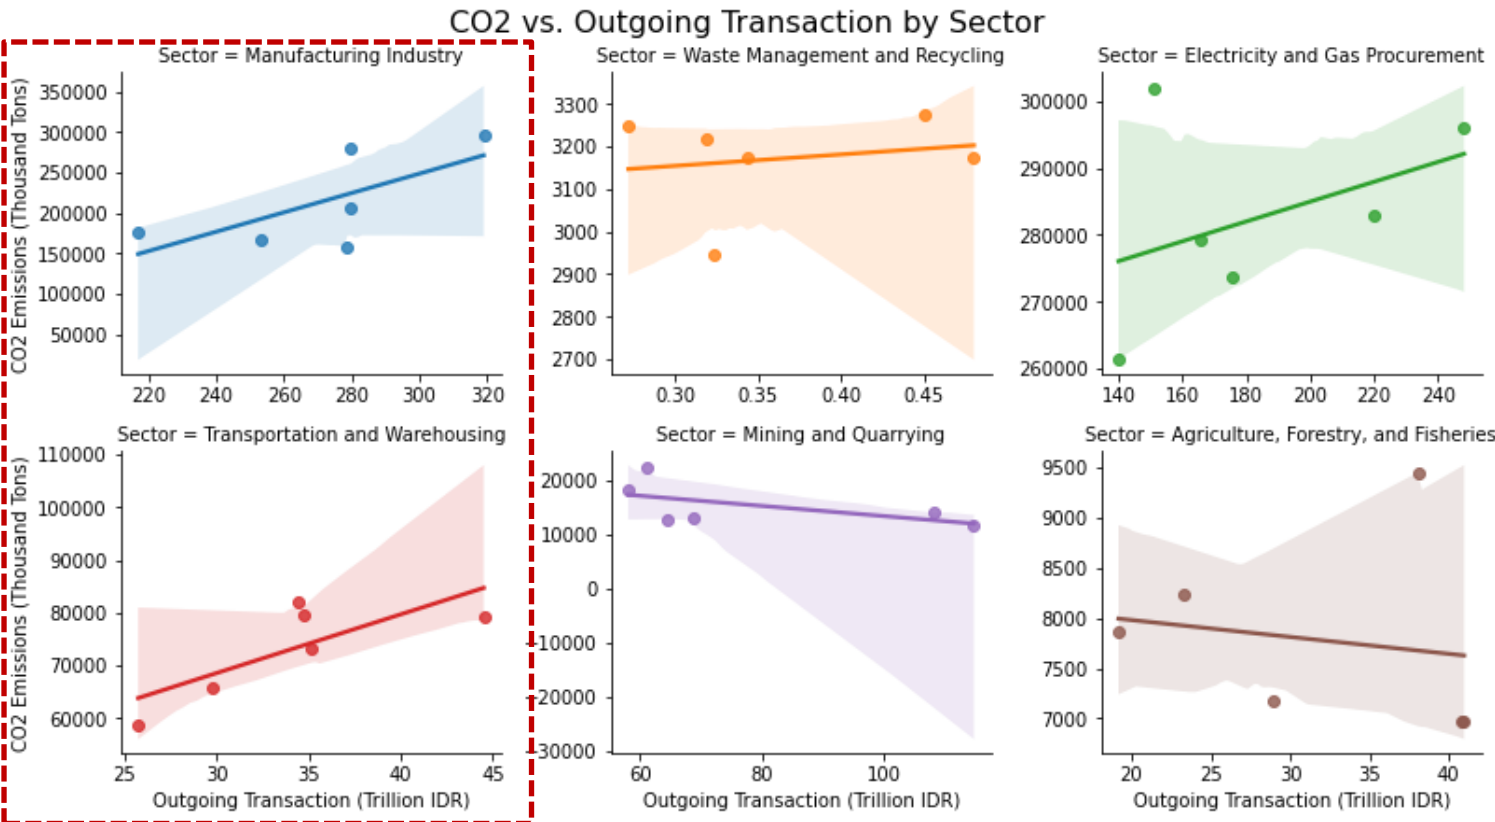 CO2 vs. Outgoing Transaction by Sector
Sector = Manufacturing Industry
CO2 Emissions (Thousand Tons)
350000
300000
250000
200000
150000
100000
50000
220 240 260 280 300 320
Sector = Waste Management and Recycling
3300
3200
3100
3000
2900
2800
2700
0.30 0.35 0.40 0.45
Sector = Electricity and Gas Procurement
300000
290000
280000
270000
260000
140 160 180 200 220 240
Sector = Transportation and Warehousing
CO2 Emissions (Thousand Tons)
110000
100000
90000
80000
70000
60000
25 30 35 40 45
Outgoing Transaction (Trillion IDR)
Sector = Mining and Quarrying
20000
10000
0
-10000
-20000
-30000
60 80 100
Outgoing Transaction (Trillion IDR)
Sector = Agriculture, Forestry, and Fisheries
9500
9000
8500
8000
7500
7000
20 25 30 35 40
Outgoing Transaction (Trillion IDR)